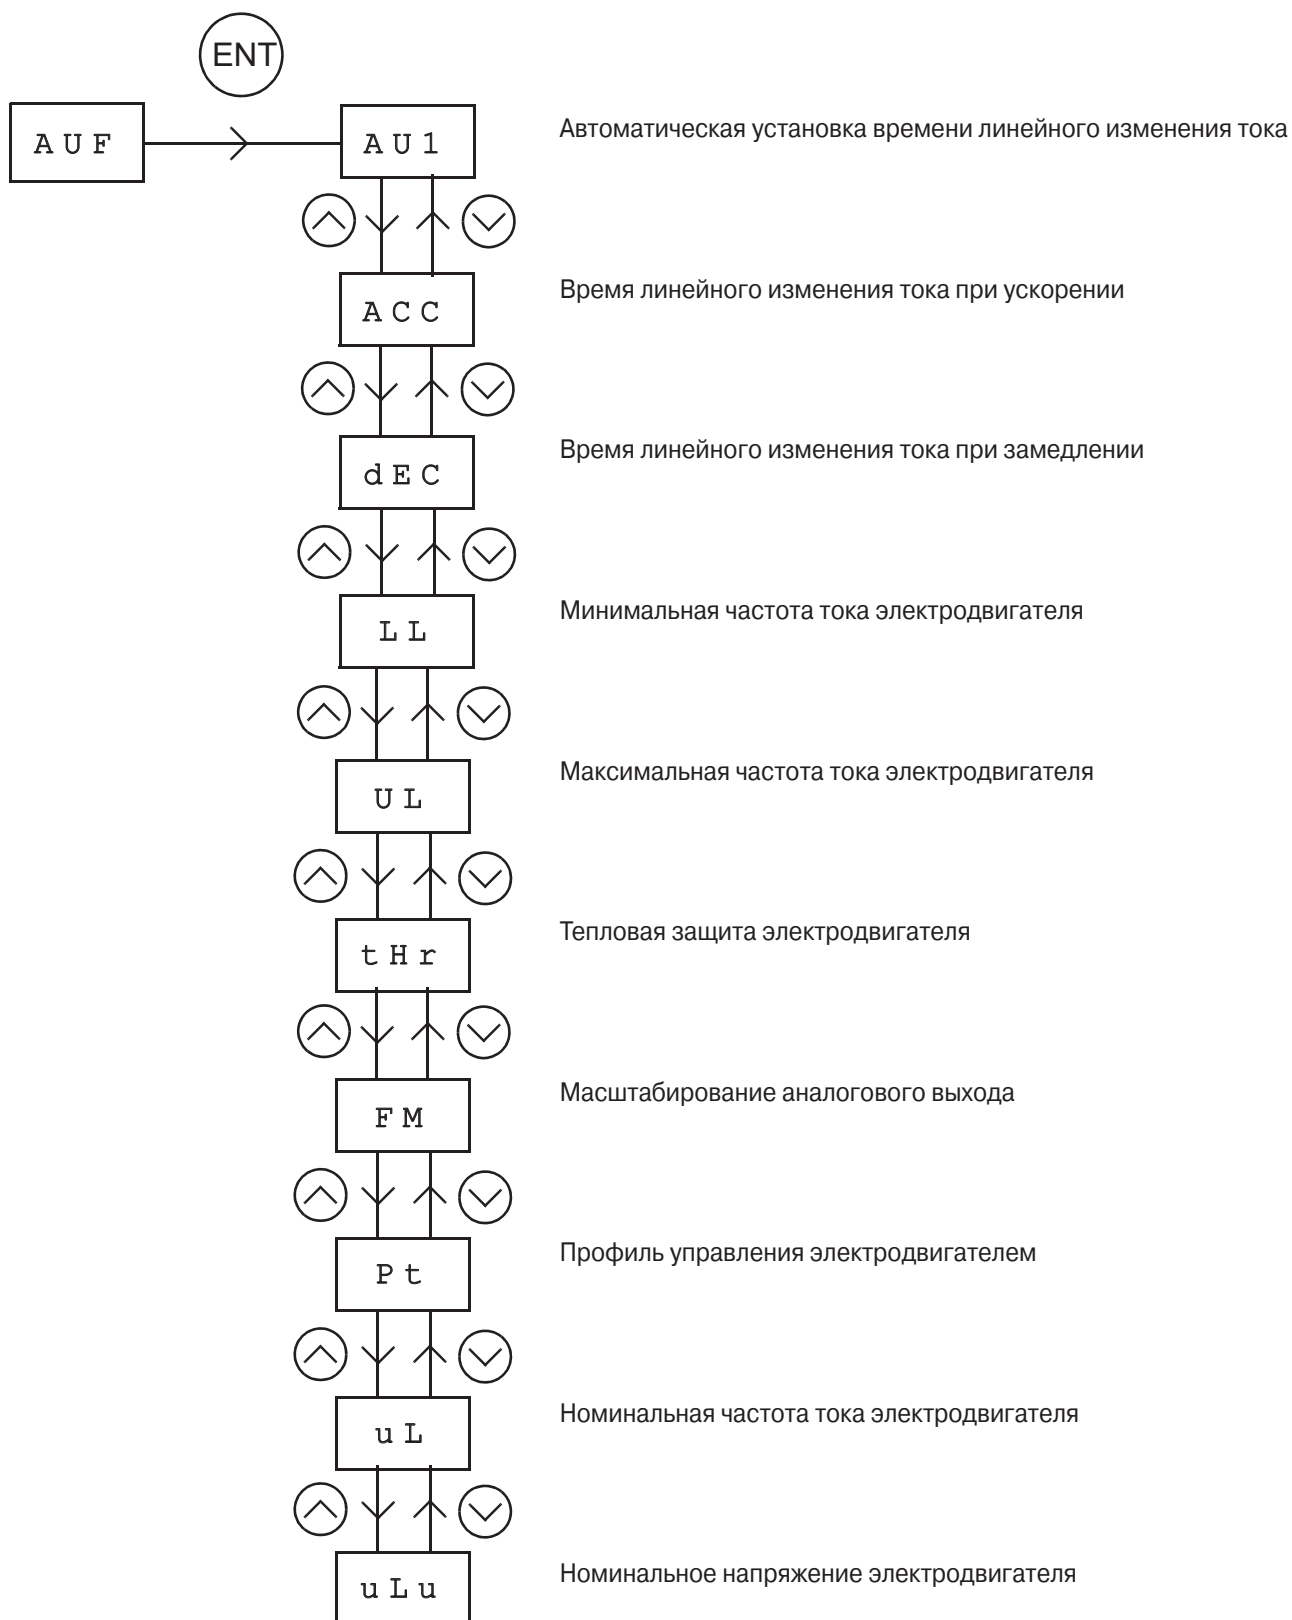 ENT
AUF
AU1
Автоматическая установка времени линейного изменения тока
ACC
Время линейного изменения тока при ускорении
dEC
Время линейного изменения тока при замедлении
LL
Минимальная частота тока электродвигателя
UL
Максимальная частота тока электродвигателя
tHr
Тепловая защита электродвигателя
FM
Масштабирование аналогового выхода
Pt
Профиль управления электродвигателем
uL
Номинальная частота тока электродвигателя
uLu
Номинальное напряжение электродвигателя